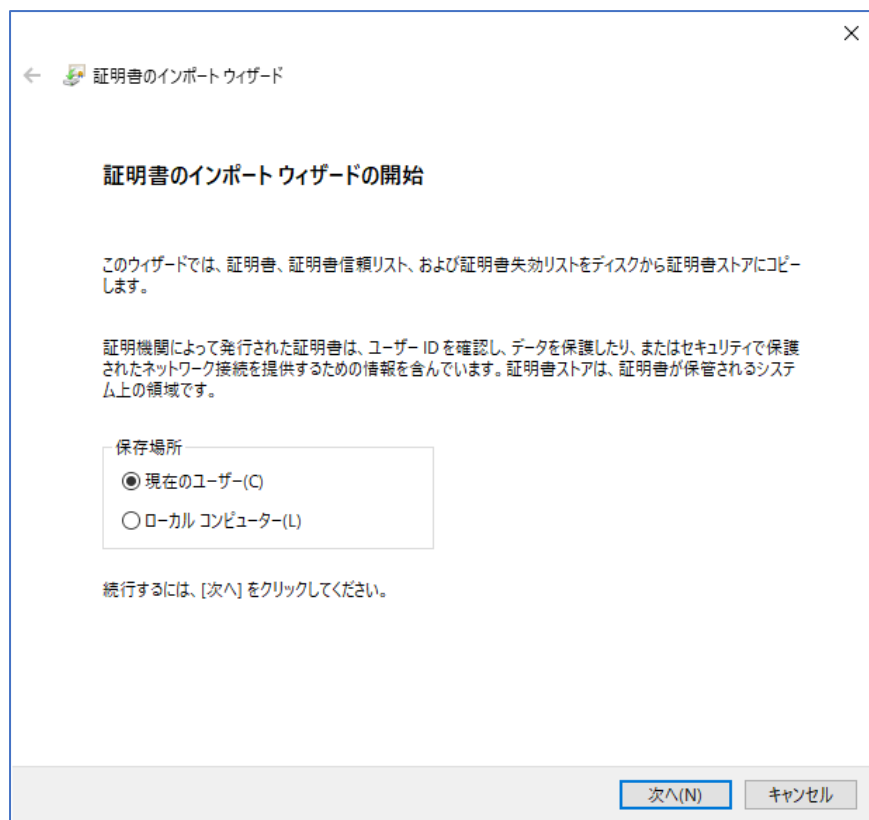 証明書のインポート ウィザード
証明書のインポート ウィザードの開始
このウィザードでは、証明書、証明書信頼リスト、および証明書失効リストをディスクから証明書ストアにコピー
します。
証明機関によって発行された証明書は、ユーザー ID を確認し、データを保護したり、またはセキュリティで保護
されたネットワーク接続を提供するための情報を含んでいます。証明書ストアは、証明書が保管されるシステ
ム上の領域です。
保存場所
現在のユーザー(C)
ローカル コンピューター(L)
続行するには、[次へ] をクリックしてください。
次へ(N)
キャンセル